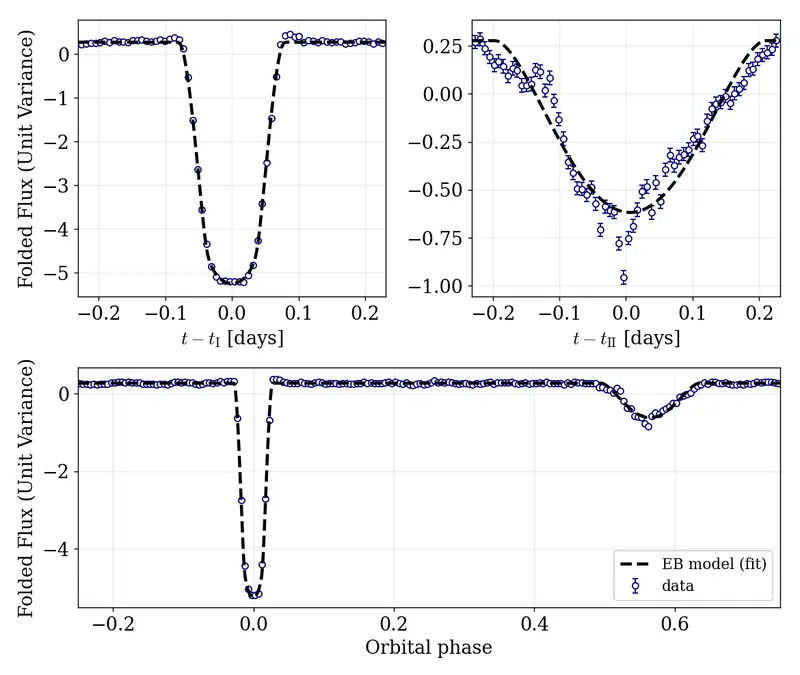 Folded Flux (Unit Variance)
0
−1
−2
−3
−4
−5
−0.2 −0.1 0.0 0.1 0.2
t − t_I [days]
0.25
0.00
−0.25
−0.50
−0.75
−1.00
−0.2 −0.1 0.0 0.1 0.2
t − t_II [days]
Folded Flux (Unit Variance)
0
−2
−4
EB model (fit)
data
−0.2 0.0 0.2 0.4 0.6
Orbital phase